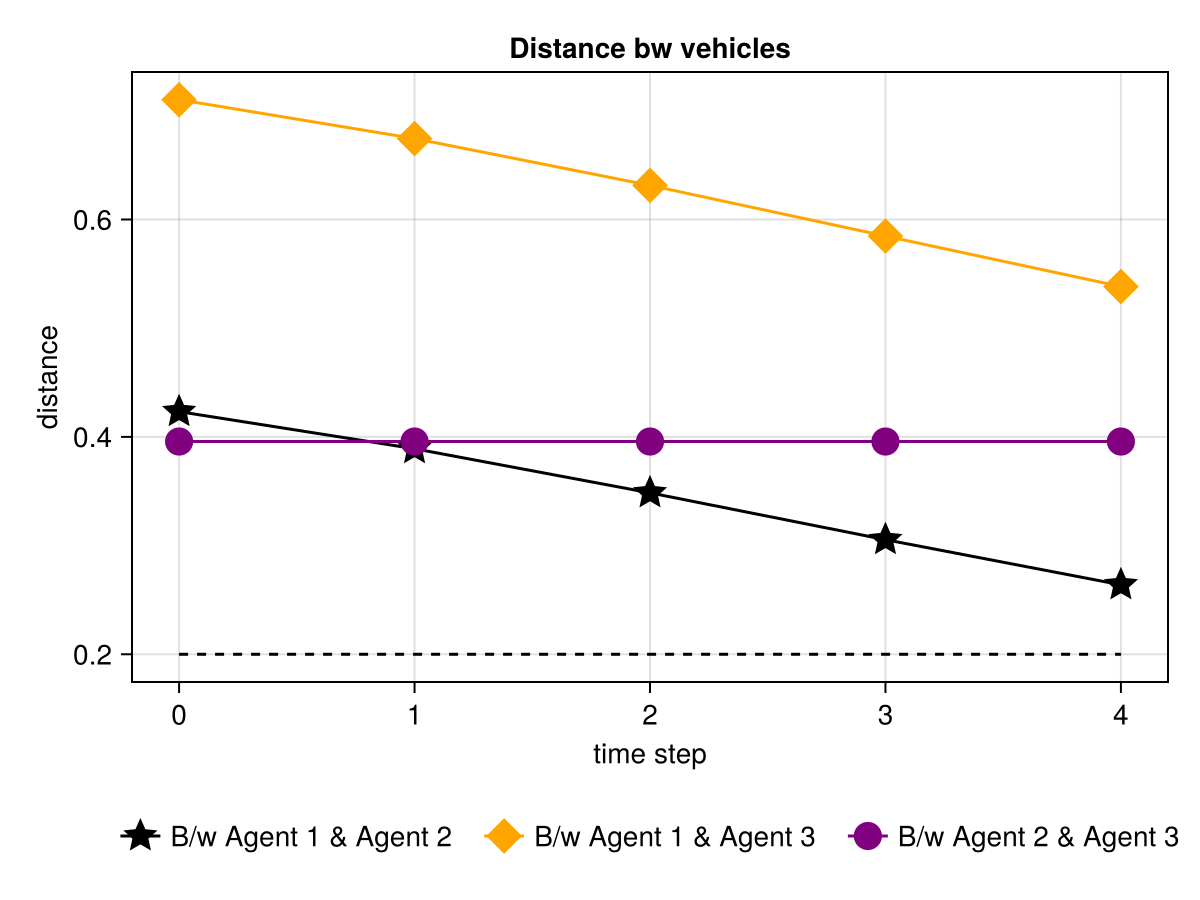 Distance bw vehicles
distance
0.6
0.4
0.2
0 1 2 3 4
time step
B/w Agent 1 & Agent 2 B/w Agent 1 & Agent 3 B/w Agent 2 & Agent 3